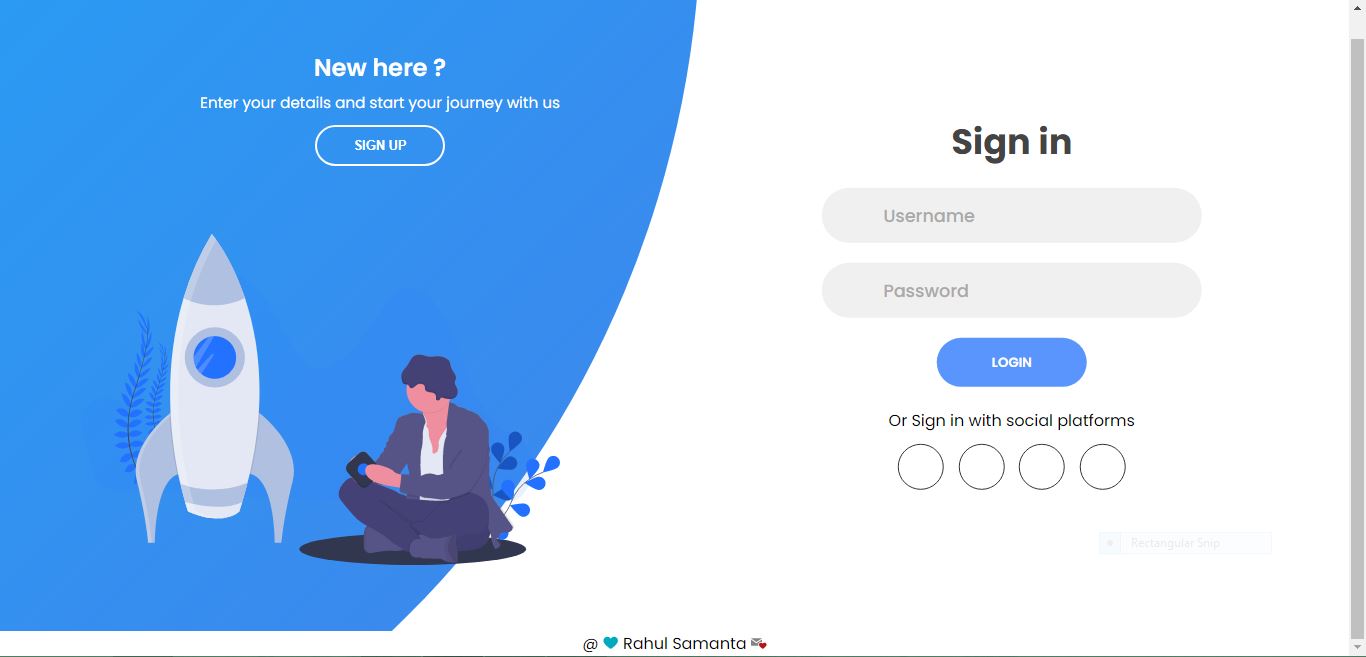 New here ?
Enter your details and start your journey with us
SIGN UP
Sign in
Username
Password
LOGIN
Or Sign in with social platforms
Rectangular Snip
@ 💙 Rahul Samanta 💌